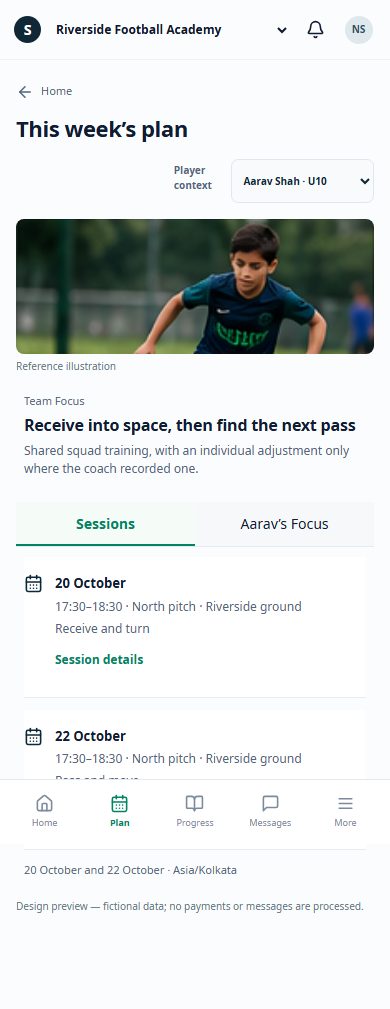 S
Riverside Football Academy
NS
Home
This week’s plan
Player
context
Aarav Shah · U10
Reference illustration
Team Focus
Receive into space, then find the next pass
Shared squad training, with an individual adjustment only
where the coach recorded one.
Sessions
Aarav’s Focus
20 October
17:30–18:30 · North pitch · Riverside ground
Receive and turn
Session details
22 October
17:30–18:30 · North pitch · Riverside ground
Home
Plan
Progress
Messages
More
20 October and 22 October · Asia/Kolkata
Design preview — fictional data; no payments or messages are processed.